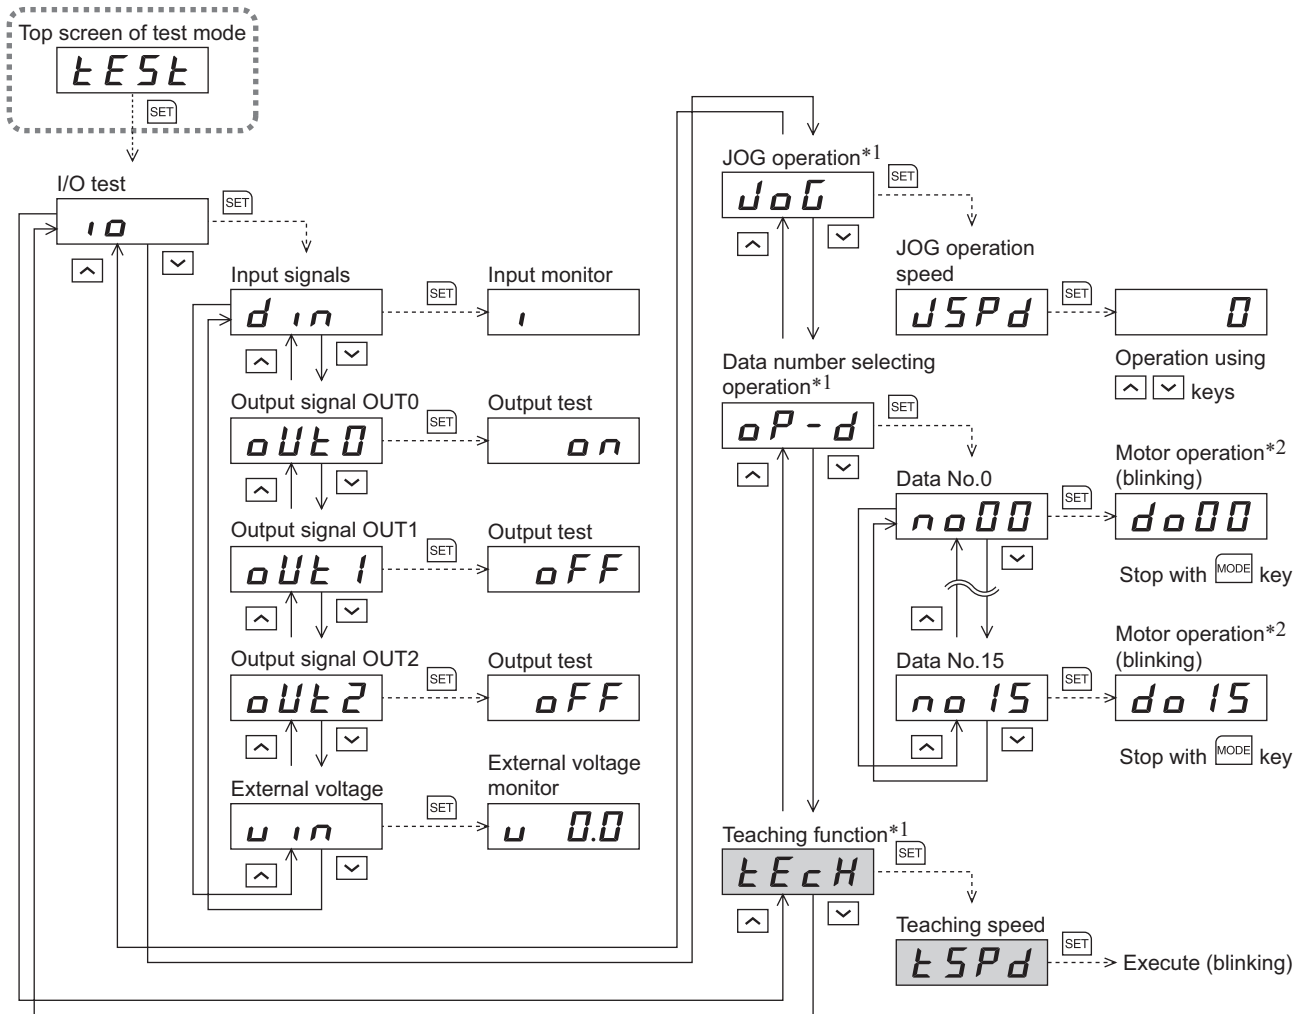 Top screen of test mode
tESt
SET
I/O test
io
SET
Input signals
din
SET
Input monitor
i
Output signal OUT0
oUt0
SET
Output test
on
Output signal OUT1
oUt1
SET
Output test
oFF
Output signal OUT2
oUt2
SET
Output test
oFF
External voltage
uin
SET
External voltage
monitor
u 0.0
JOG operation*1
JoG
SET
JOG operation
speed
JSPd
SET
0
Operation using
keys
Data number selecting
operation*1
oP-d
SET
Data No.0
no00
SET
Motor operation*2
(blinking)
do00
Stop with MODE key
Data No.15
no15
SET
Motor operation*2
(blinking)
do15
Stop with MODE key
Teaching function*1
tEcH
SET
Teaching speed
tSPd
SET
Execute (blinking)